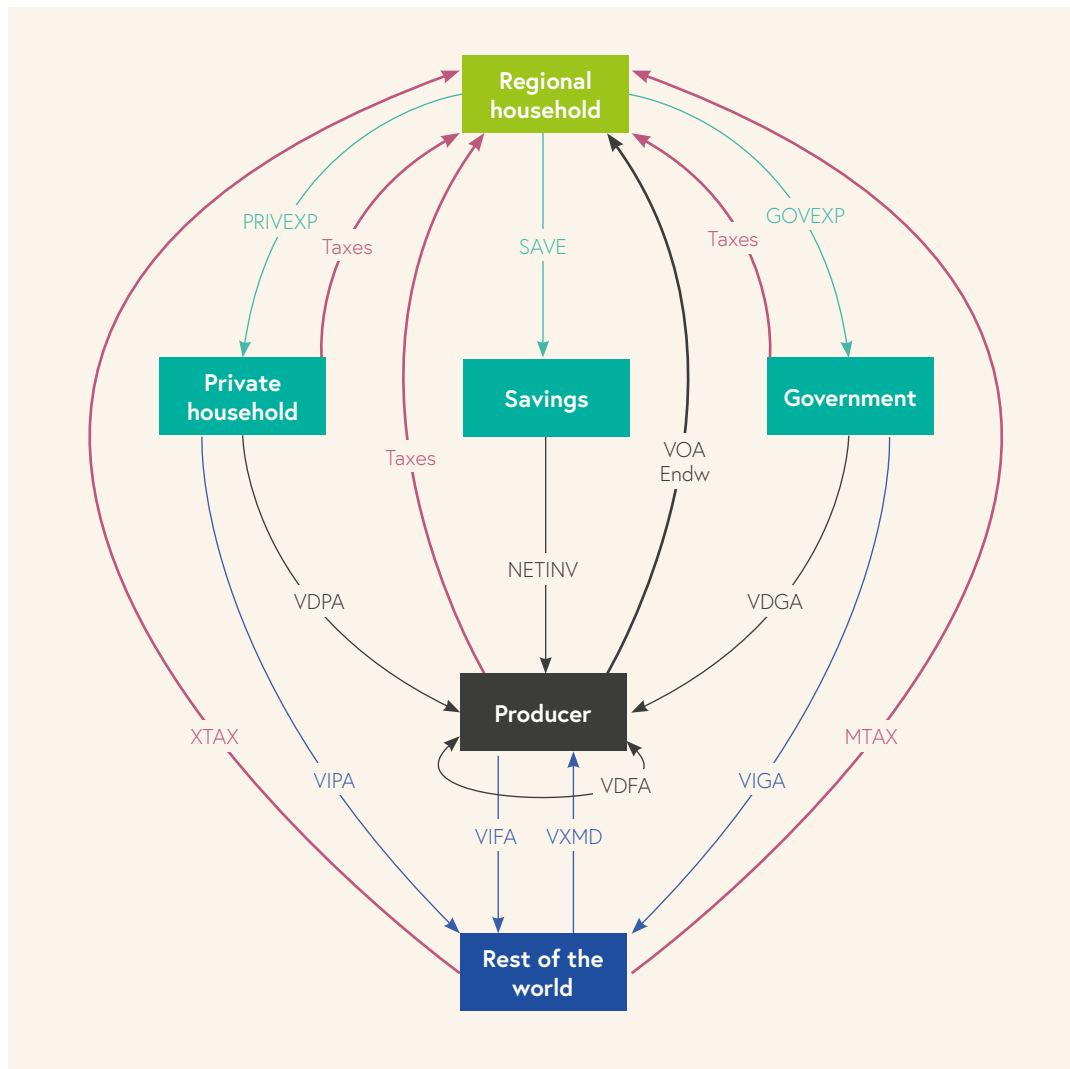 Regional
household
PRIVEXP
GOVEXP
Taxes
SAVE
Taxes
Private
household
Savings
Government
Taxes
VOA
Endw
NETINV
VDPA
VDGA
Producer
XTAX
MTAX
VIPA
VDFA
VIGA
VIFA
VXMD
Rest of the
world